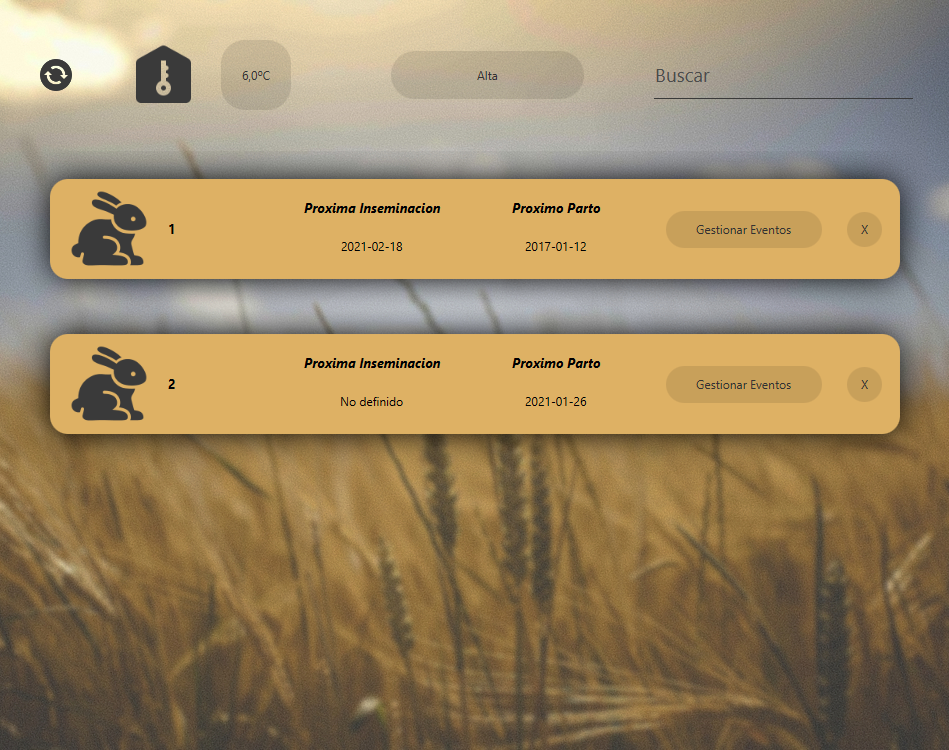 6,0ºC
Alta
Buscar
1
Proxima Inseminacion
2021-02-18
Proximo Parto
2017-01-12
Gestionar Eventos
X
2
Proxima Inseminacion
No definido
Proximo Parto
2021-01-26
Gestionar Eventos
X